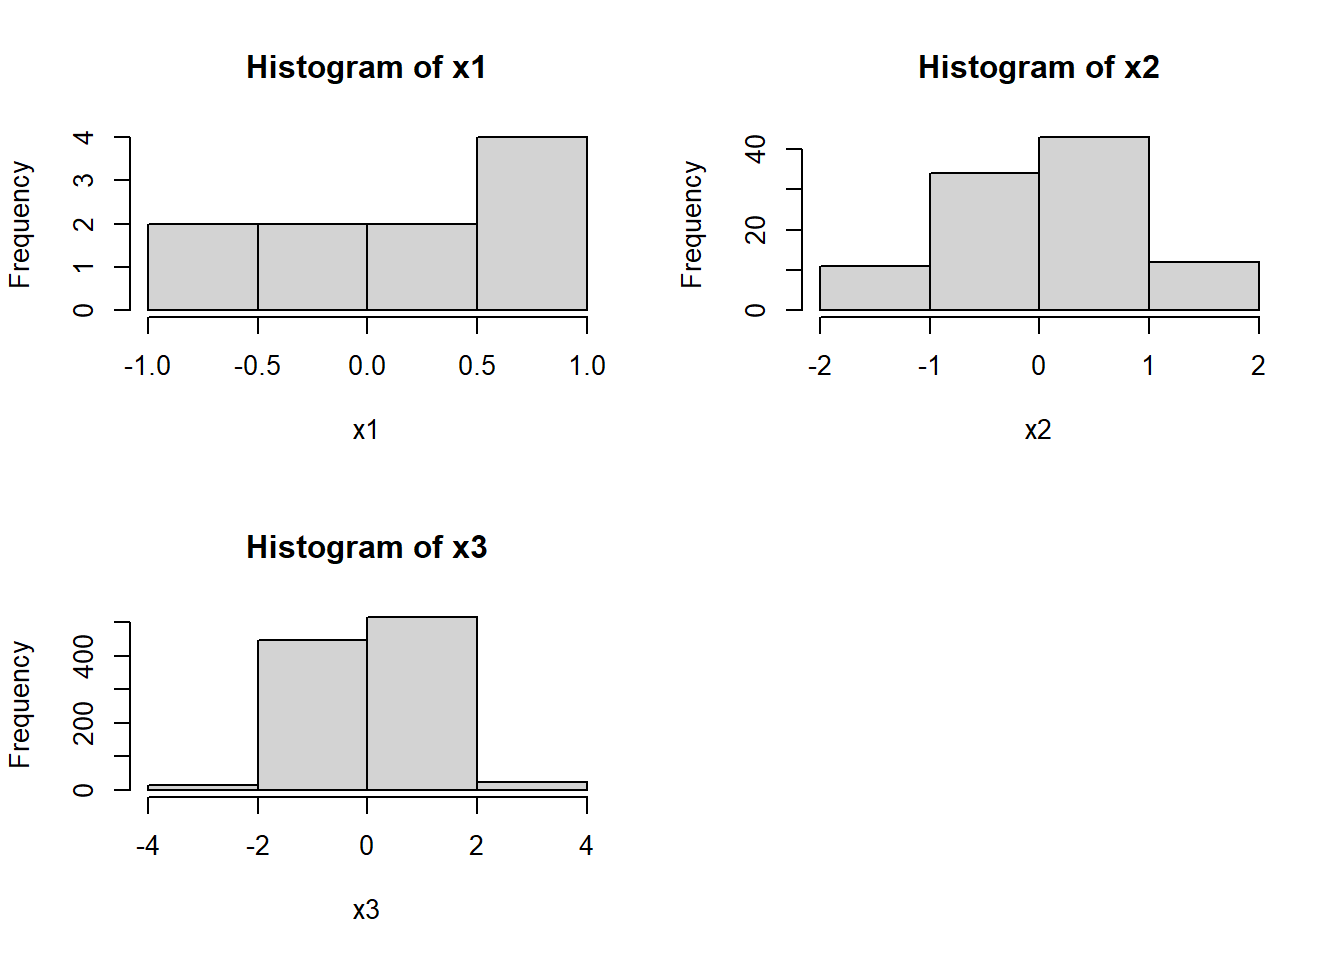 Histogram of x1
Frequency
0 1 2 3 4
-1.0 -0.5 0.0 0.5 1.0
x1
Histogram of x2
Frequency
0 20 40
-2 -1 0 1 2
x2
Histogram of x3
Frequency
0 200 400
-4 -2 0 2 4
x3